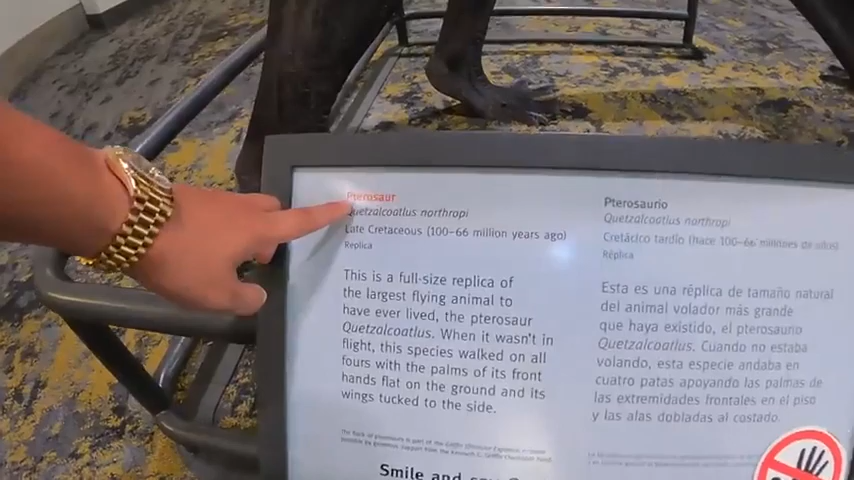 Pterosaur
Quetzalcoatlus northropi
Late Cretaceous (100–66 million years ago)
Replica
This is a full-size replica of
the largest flying animal to
have ever lived, the pterosaur
Quetzalcoatlus. When it wasn't in
flight, this species walked on all
fours with the palms of its front
hands flat on the ground and its
wings tucked to their side.
Smile and
Pterosaurio
Quetzalcoatlus northropi
Cretácico tardío (hace 100–66 millones de años)
Réplica
Esta es una réplica de tamaño natural
del animal volador más grande
que haya existido, el pterosaurio
Quetzalcoatlus. Cuando no estaba
volando, esta especie andaba en
cuatro patas apoyando las palmas de
las extremidades frontales en el piso
y las alas dobladas al costado.